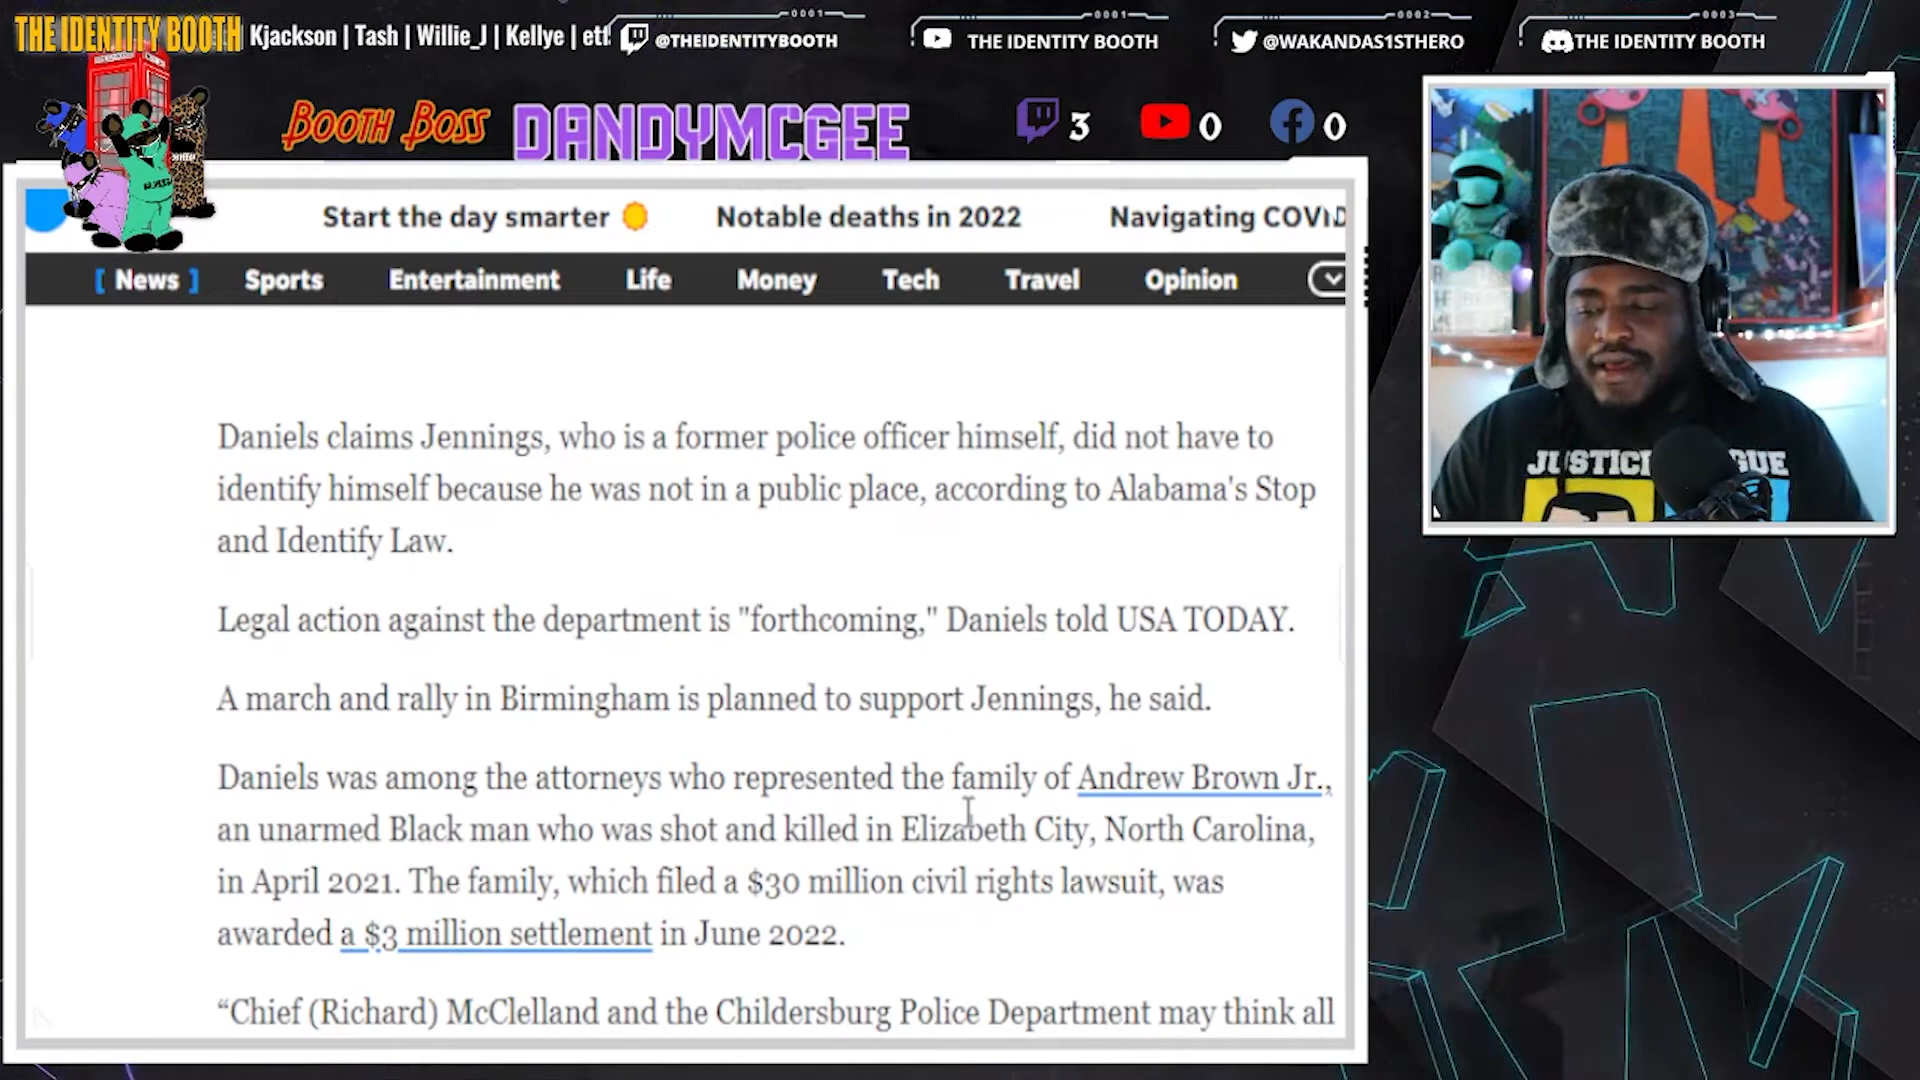 THE IDENTITY BOOTH
Kjackson | Tash | Willie_J | Kellye | ett
0001
@THEIDENTITYBOOTH
0001
THE IDENTITY BOOTH
0002
@WAKANDAS1STHERO
0003
THE IDENTITY BOOTH
BOOTH BOSS
DANDYMCGEE
3
0
0
Start the day smarter
Notable deaths in 2022
Navigating COVID
[ News ]
Sports
Entertainment
Life
Money
Tech
Travel
Opinion
Daniels claims Jennings, who is a former police officer himself, did not have to
identify himself because he was not in a public place, according to Alabama's Stop
and Identify Law.
Legal action against the department is "forthcoming," Daniels told USA TODAY.
A march and rally in Birmingham is planned to support Jennings, he said.
Daniels was among the attorneys who represented the family of Andrew Brown Jr.,
an unarmed Black man who was shot and killed in Elizabeth City, North Carolina,
in April 2021. The family, which filed a $30 million civil rights lawsuit, was
awarded a $3 million settlement in June 2022.
“Chief (Richard) McClelland and the Childersburg Police Department may think all